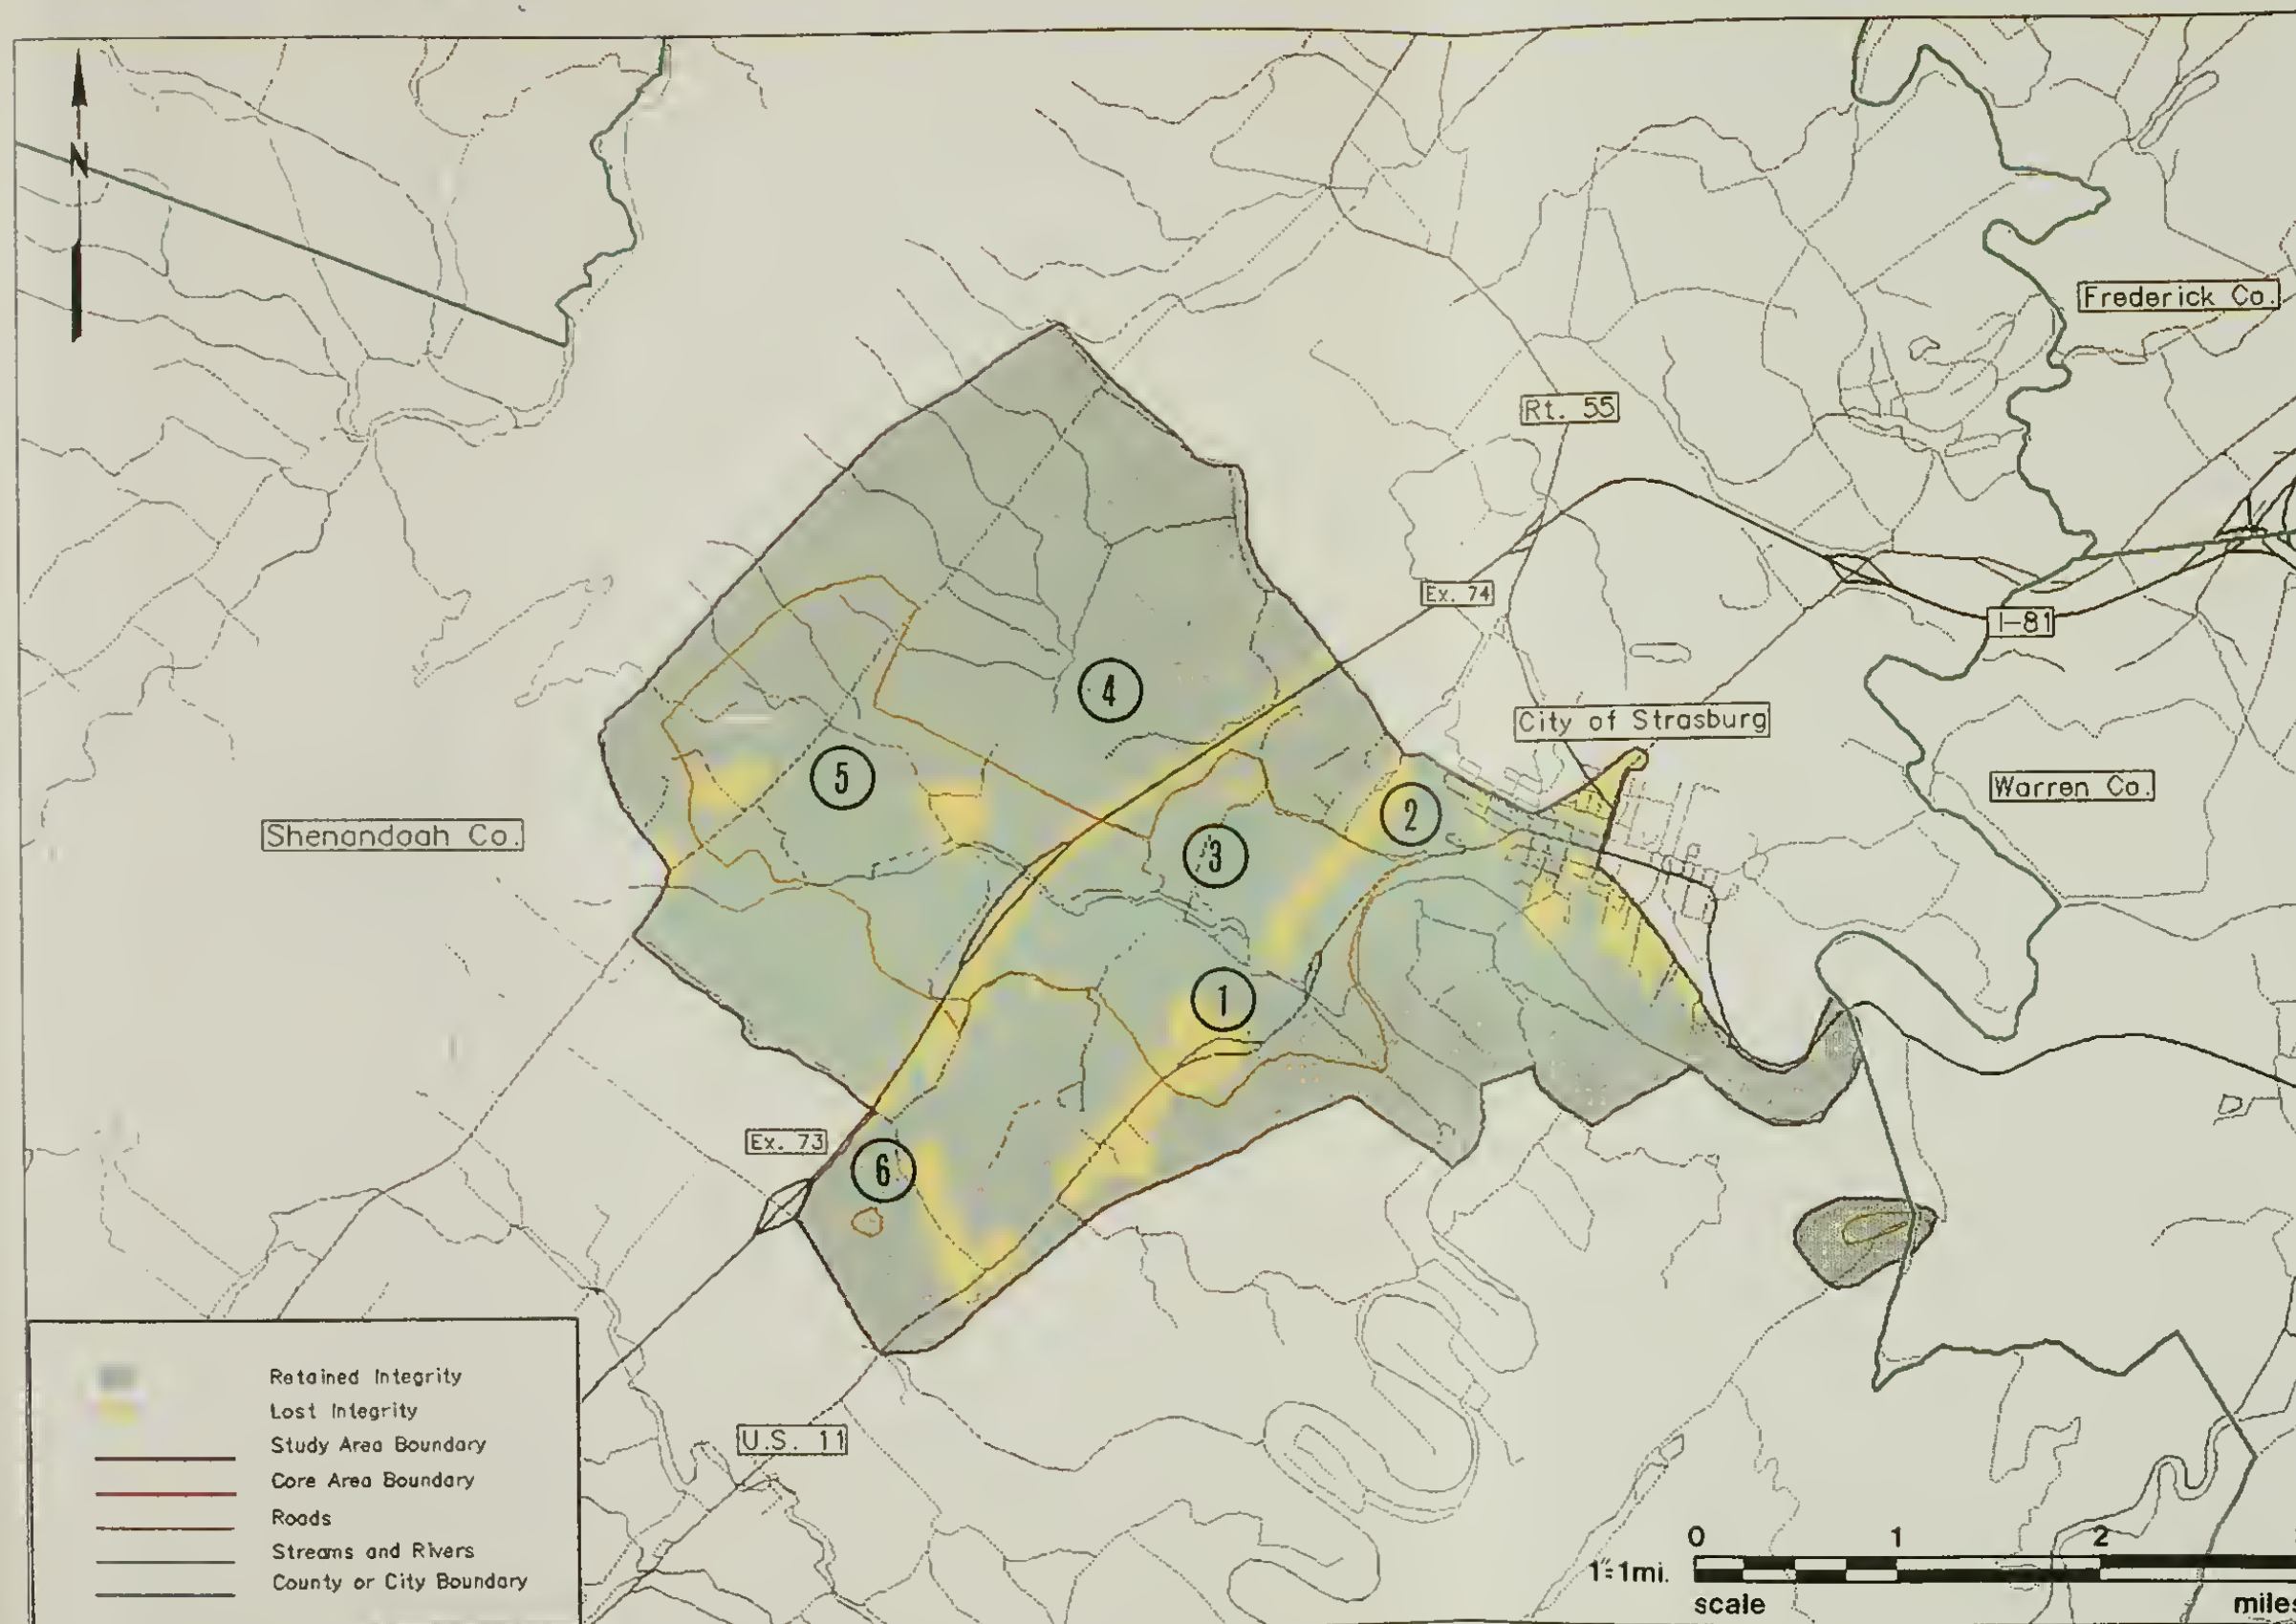 N
Frederick Co.
Rt. 55
Ex. 74
I-81
4
City of Strasburg
5
2
Warren Co.
Shenandoah Co.
3
1
Ex. 73
6
Retained Integrity
Lost Integrity
Study Area Boundary
Core Area Boundary
Roads
Streams and Rivers
County or City Boundary
U.S. 11
0 1 2
1"=1mi.
scale miles